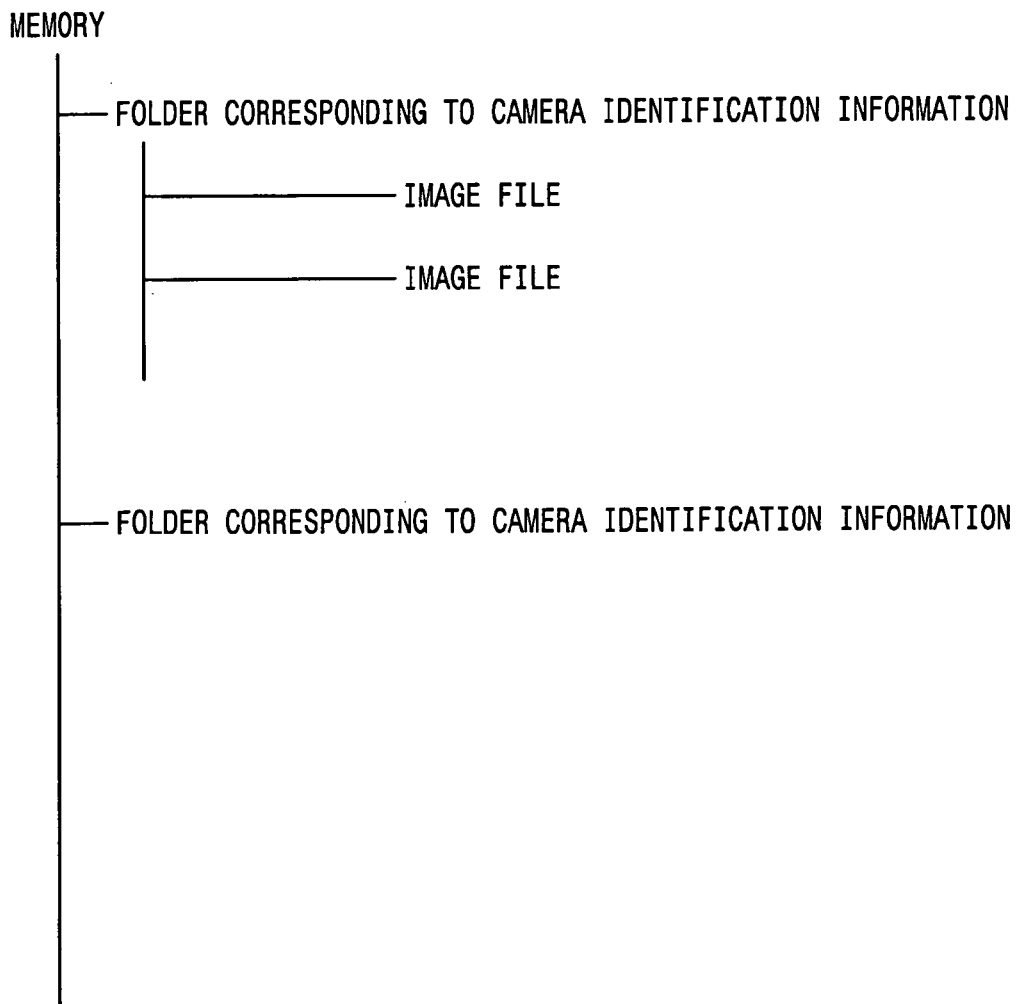 MEMORY
FOLDER CORRESPONDING TO CAMERA IDENTIFICATION INFORMATION
IMAGE FILE
IMAGE FILE
FOLDER CORRESPONDING TO CAMERA IDENTIFICATION INFORMATION